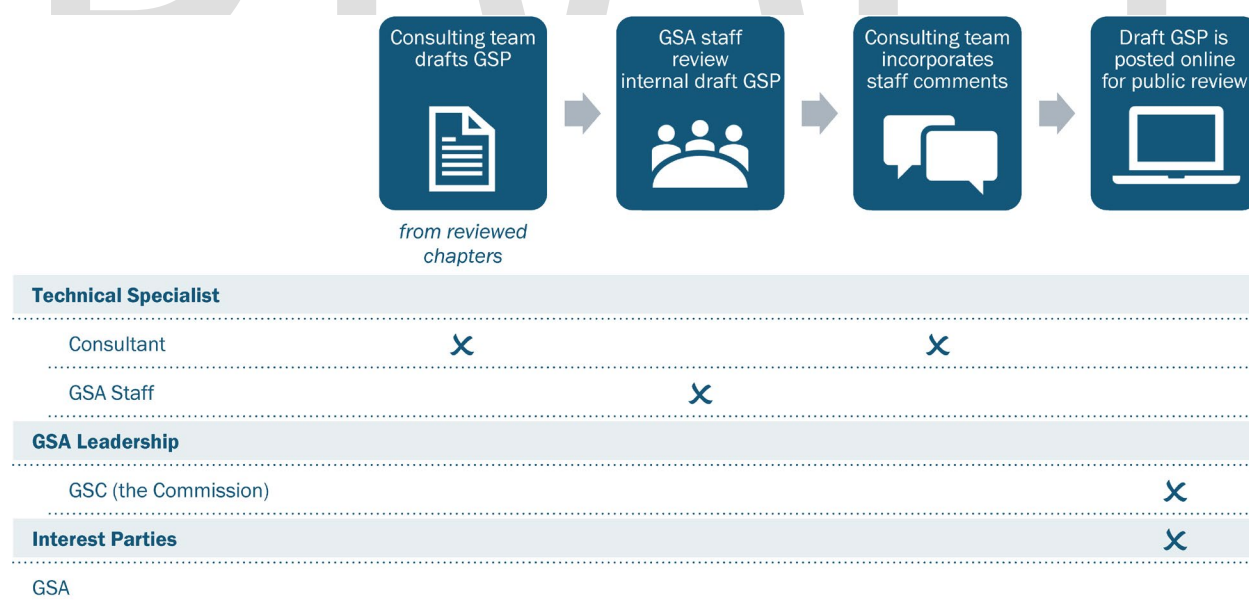 Consulting team
drafts GSP
GSA staff
review
internal draft GSP
Consulting team
incorporates
staff comments
Draft GSP is
posted online
for public review
from reviewed
chapters
Technical Specialist
Consultant
GSA Staff
GSA Leadership
GSC (the Commission)
Interest Parties
GSA